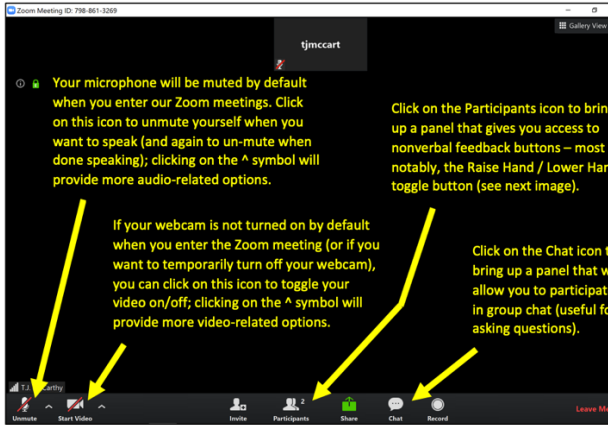 Zoom Meeting ID: 798-861-3269
Gallery View
tjmccart
Your microphone will be muted by default
when you enter our Zoom meetings. Click
on this icon to unmute yourself when you
want to speak (and again to un-mute when
done speaking); clicking on the ^ symbol will
provide more audio-related options.
Click on the Participants icon to brin
up a panel that gives you access to
nonverbal feedback buttons – most
notably, the Raise Hand / Lower Han
toggle button (see next image).
If your webcam is not turned on by default
when you enter the Zoom meeting (or if you
want to temporarily turn off your webcam),
you can click on this icon to toggle your
video on/off; clicking on the ^ symbol will
provide more video-related options.
Click on the Chat icon t
bring up a panel that w
allow you to participat
in group chat (useful fo
asking questions).
T.J.
Unmute
Start Video
Invite
Participants
2
Share
Chat
Record
Leave Me